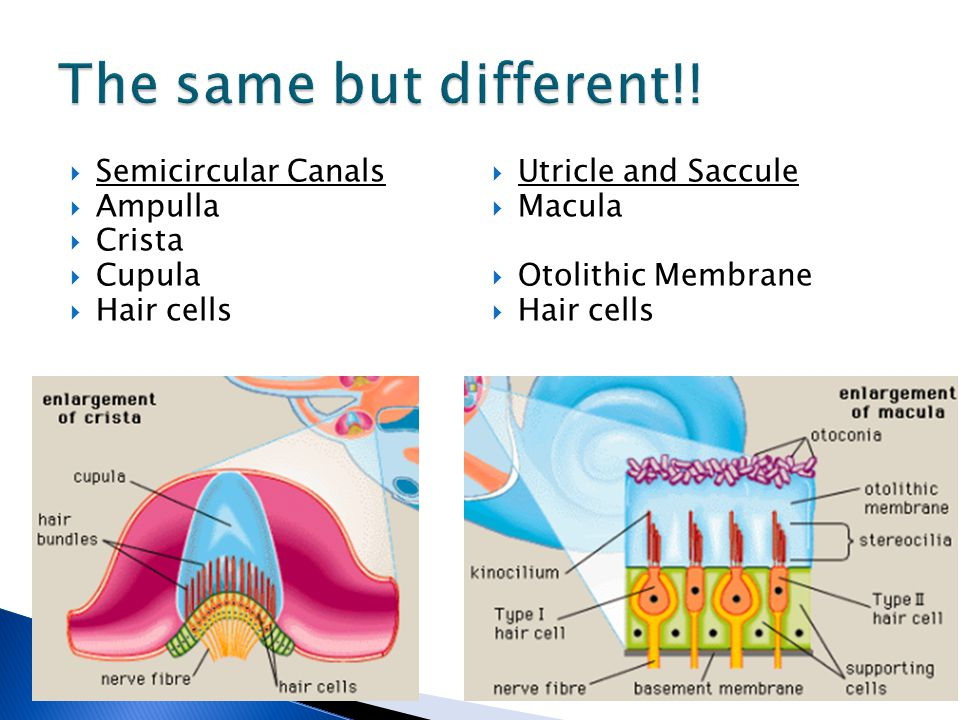 The same but different!!
Semicircular Canals
Ampulla
Crista
Cupula
Hair cells
Utricle and Saccule
Macula
Otolithic Membrane
Hair cells
enlargement
of crista
cupula
hair
bundles
nerve fibre
hair cells
enlargement
of macula
otoconia
otolithic
membrane
stereocilia
kinocilium
Type I
hair cell
Type II
hair cell
nerve fibre
basement membrane
supporting
cells